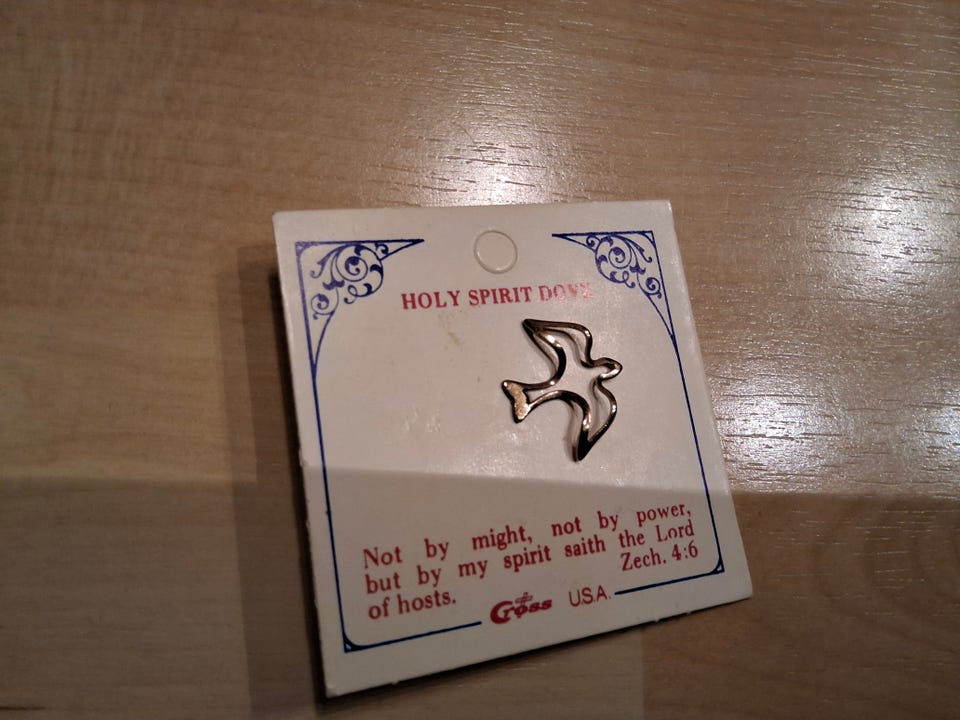 HOLY SPIRIT DOVE
Not by might, not by power,
but by my spirit saith the Lord
of hosts. Zech. 4:6
Cross U.S.A.